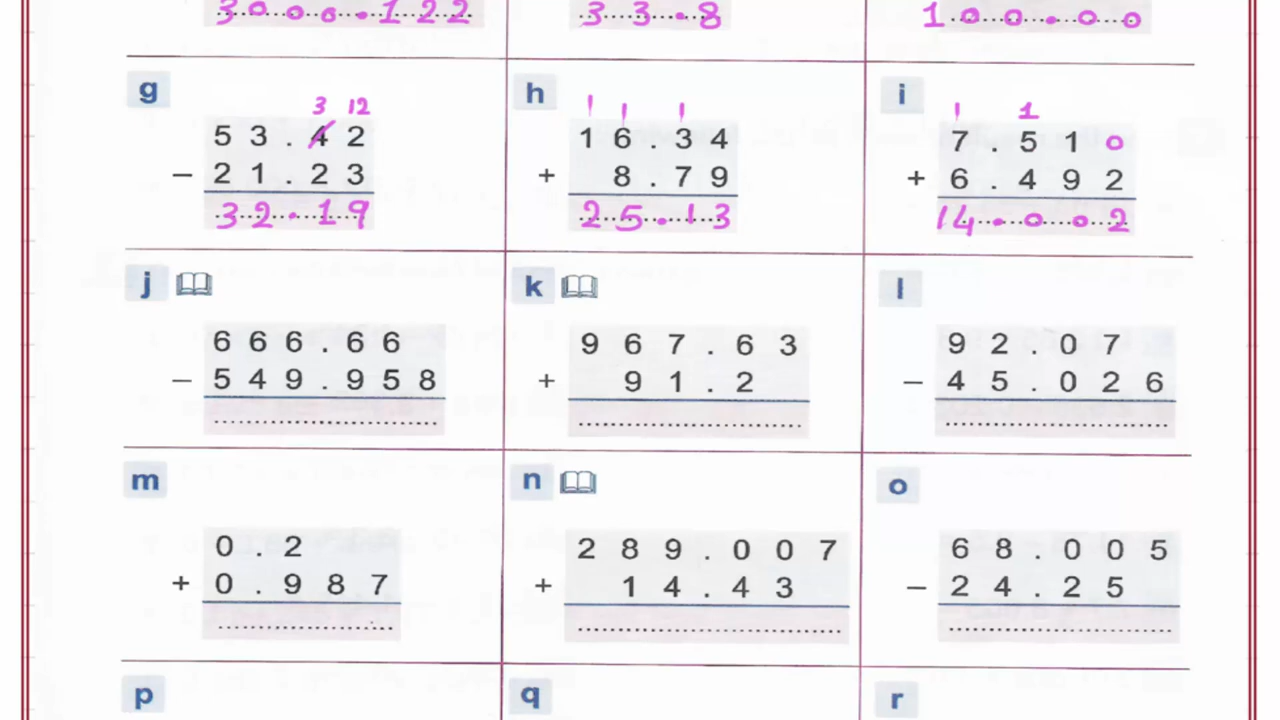 3000.122 33.8 100.00
g h i
3 12 1 1 1 1 1
53.42 16.34 7.510
− 21.23 + 8.79 + 6.492
32.19 25.13 14.002
j k l
666.66 967.63 92.07
− 549.958 + 91.2 − 45.026
m n o
0.2 289.007 68.005
+ 0.987 + 14.43 − 24.25
p q r